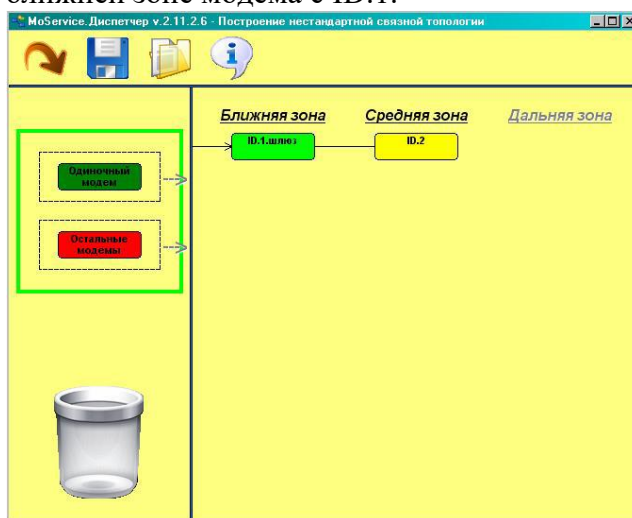 ближней зоне модема с ID.1.
MoService.Диспетчер v.2.11.2.6 - Построение нестандартной связной топологии
Ближняя зона Средняя зона Дальняя зона
ID.1.шлюз ID.2
Одиночный
модем
Остальные
модемы